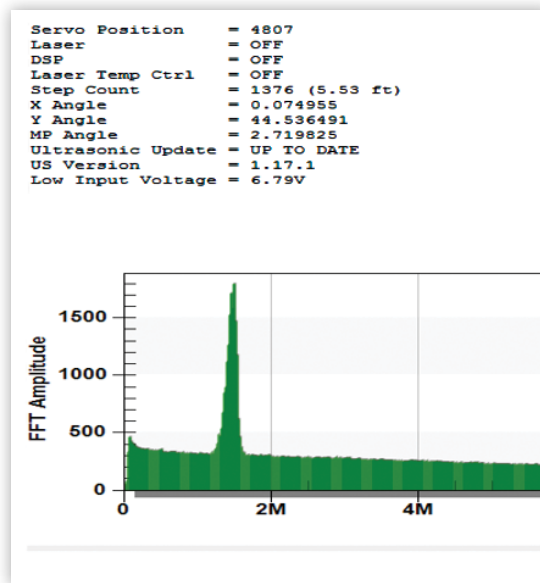 Servo Position = 4807
Laser = OFF
DSP = OFF
Laser Temp Ctrl = OFF
Step Count = 1376 (5.53 ft)
X Angle = 0.074955
Y Angle = 44.536491
MP Angle = 2.719825
Ultrasonic Update = UP TO DATE
US Version = 1.17.1
Low Input Voltage = 6.79V
FFT Amplitude
1500
1000
500
0
0 2M 4M